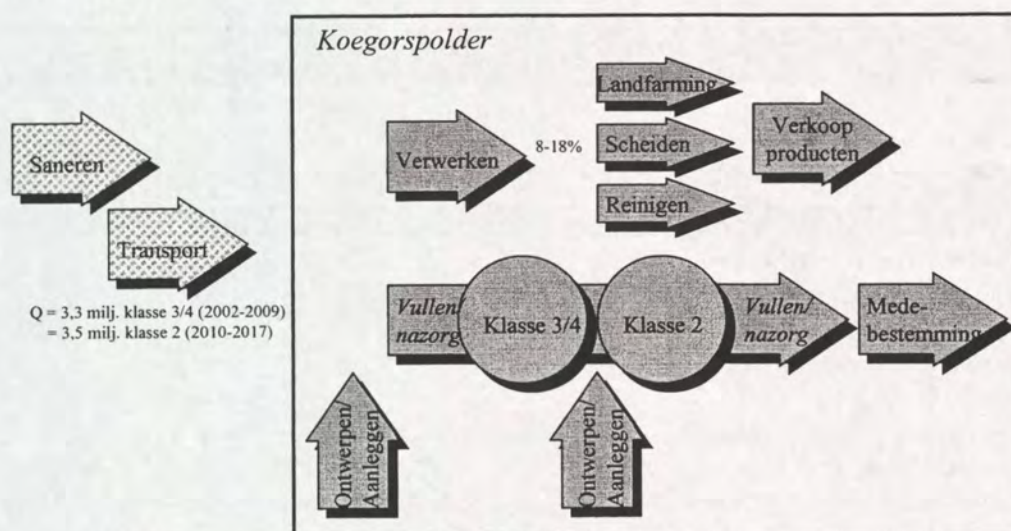 Koegorspolder
Saneren
Transport
Q = 3,3 milj. klasse 3/4 (2002-2009)
= 3,5 milj. klasse 2 (2010-2017)
Verwerken
8-18%
Landfarming
Scheiden
Reinigen
Verkoop
producten
Vullen/
nazorg
Klasse 3/4
Klasse 2
Vullen/
nazorg
Mede-
bestemming
Ontwerpen/
Aanleggen
Ontwerpen/
Aanleggen